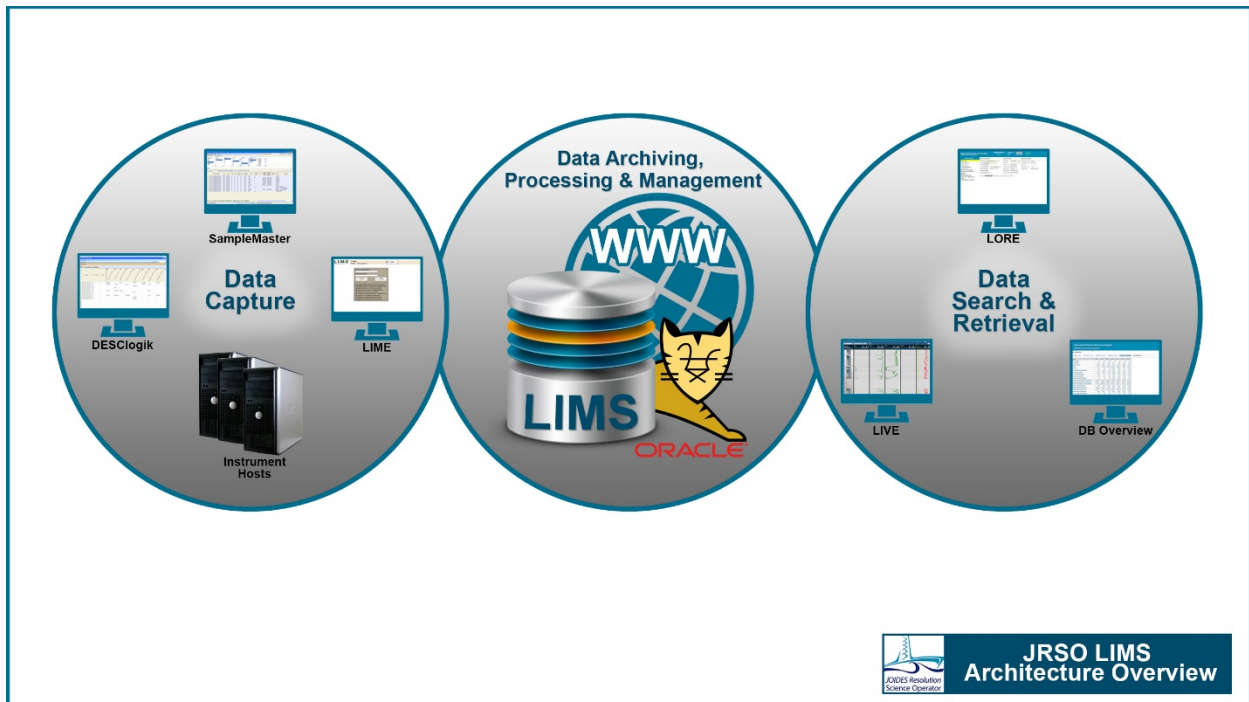 SampleMaster
Data
Capture
DESClogik
LIME
Instrument
Hosts
Data Archiving,
Processing & Management
WWW
LIMS
ORACLE
LORE
Data
Search &
Retrieval
LIVE
DB Overview
JOIDES Resolution
Science Operator
JRSO LIMS
Architecture Overview